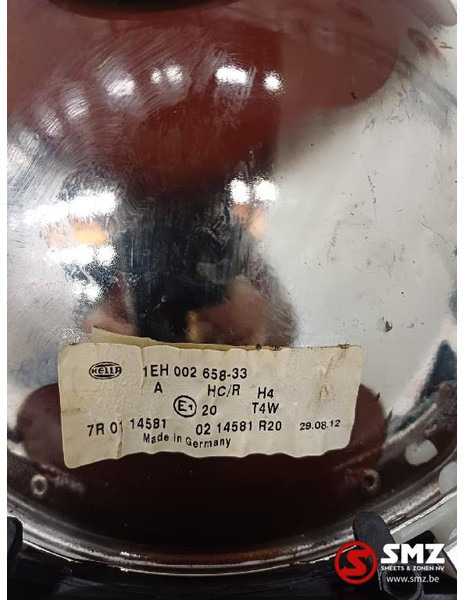 HELLA 1EH 002 658-33
A HC/R H4
E1 20 T4W
7R 01 14581 02 14581 R20 29.08.12
Made in Germany
SMZ
SMEETS & ZONEN NV
www.smz.be